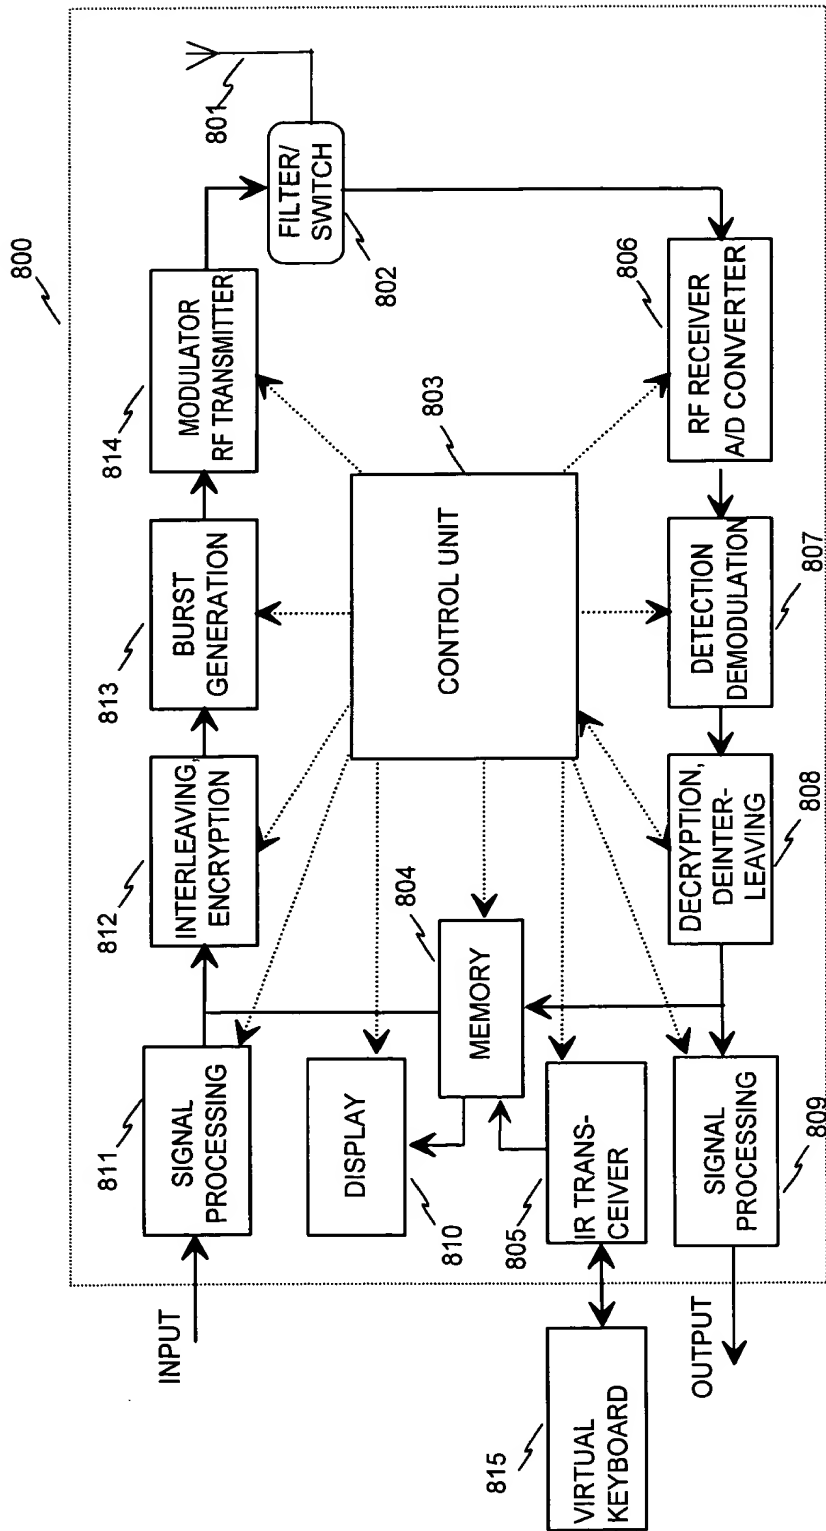 800
INPUT
811
SIGNAL
PROCESSING
812
INTERLEAVING,
ENCRYPTION
813
BURST
GENERATION
814
MODULATOR
RF TRANSMITTER
801
FILTER/
SWITCH
802
DISPLAY
810
MEMORY
804
CONTROL UNIT
803
815
VIRTUAL
KEYBOARD
805
IR TRANS-
CEIVER
OUTPUT
SIGNAL
PROCESSING
809
DECRYPTION,
DEINTER-
LEAVING
808
DETECTION
DEMODULATION
807
RF RECEIVER
A/D CONVERTER
806